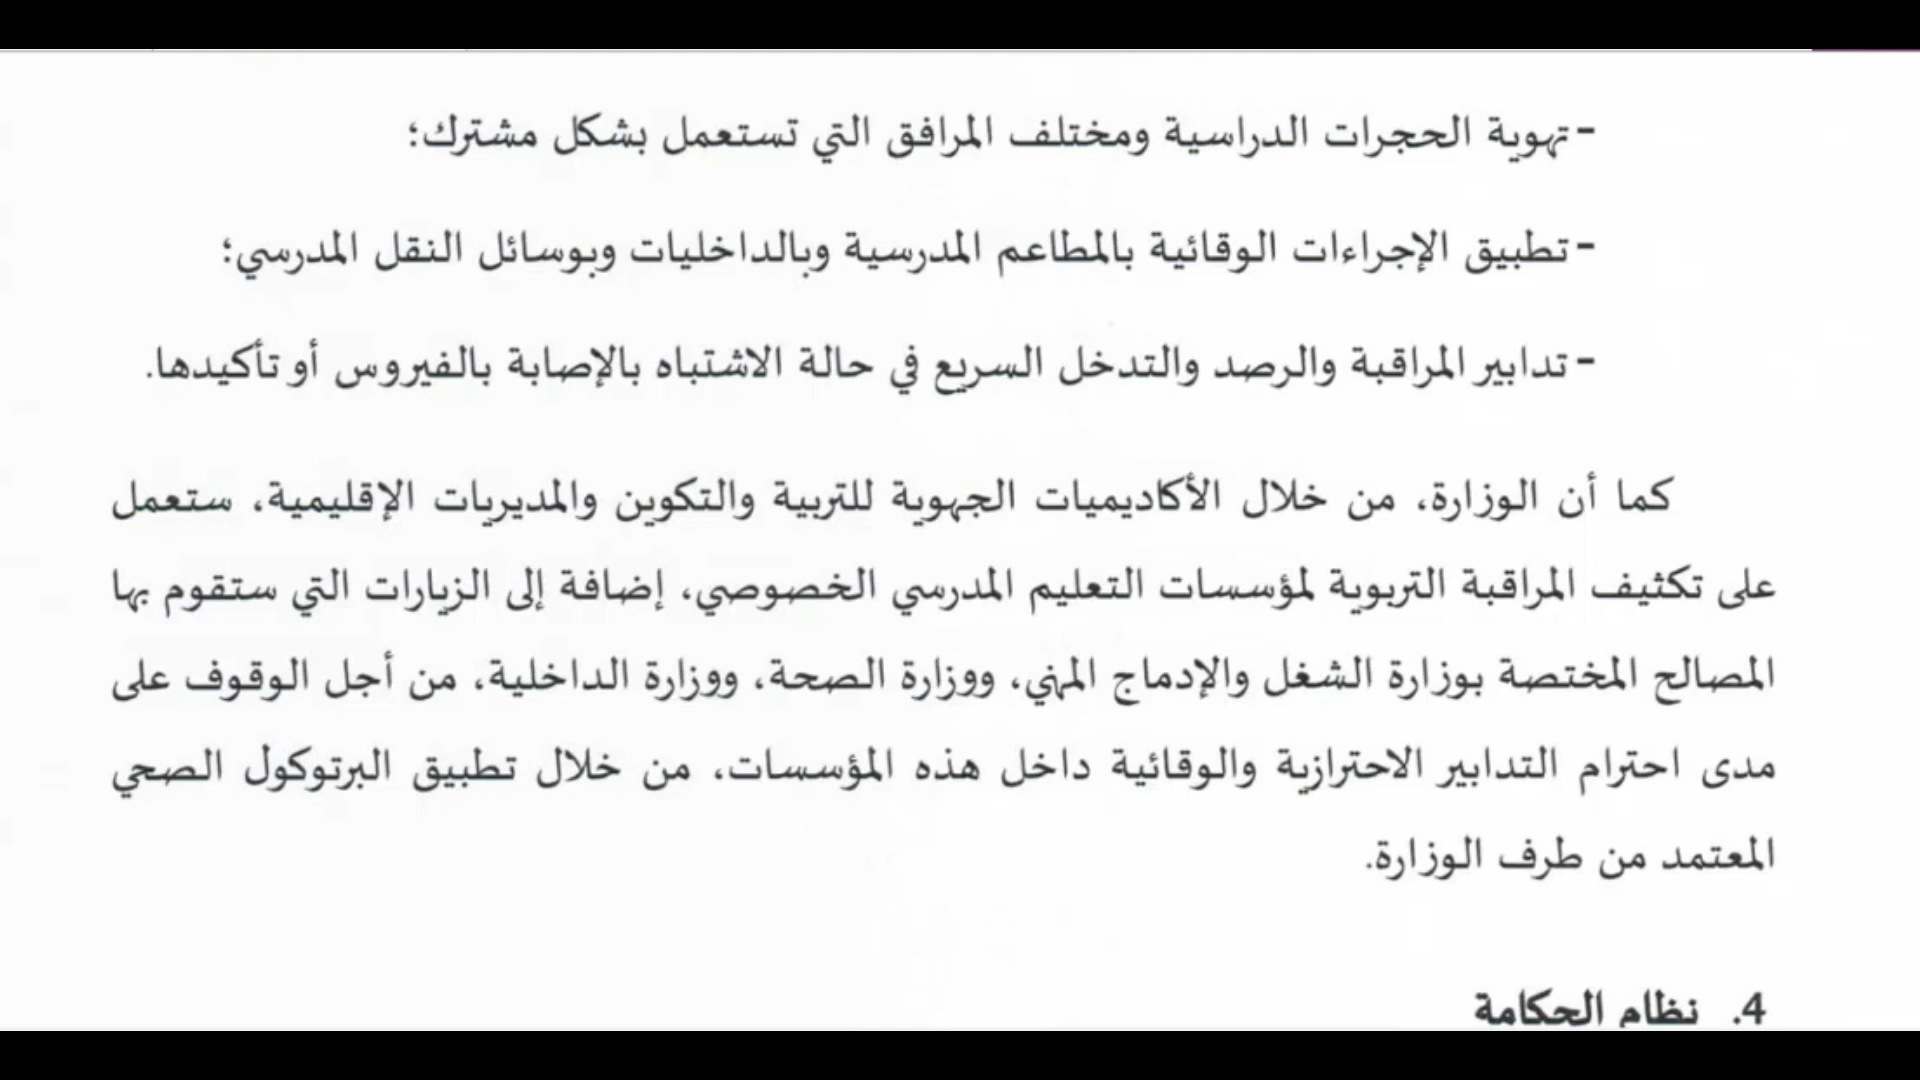 - تهوية الحجرات الدراسية ومختلف المرافق التي تستعمل بشكل مشترك؛
- تطبيق الإجراءات الوقائية بالمطاعم المدرسية وبالداخليات وبوسائل النقل المدرسي؛
- تدابير المراقبة والرصد والتدخل السريع في حالة الاشتباه بالإصابة بالفيروس أو تأكيدها.
كما أن الوزارة، من خلال الأكاديميات الجهوية للتربية والتكوين والمديريات الإقليمية، ستعمل
على تكثيف المراقبة التربوية لمؤسسات التعليم المدرسي الخصوصي، إضافة إلى الزيارات التي ستقوم بها
المصالح المختصة بوزارة الشغل والإدماج المهني، ووزارة الصحة، ووزارة الداخلية، من أجل الوقوف على
مدى احترام التدابير الاحترازية والوقائية داخل هذه المؤسسات، من خلال تطبيق البرتوكول الصحي
المعتمد من طرف الوزارة.
4. نظام الحكامة